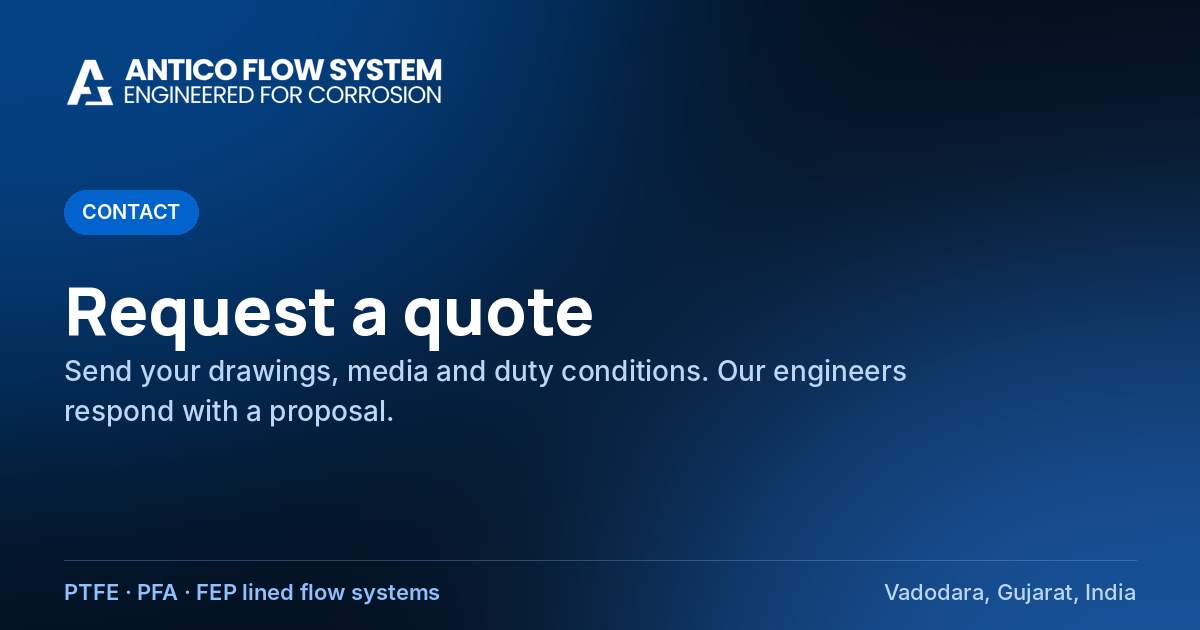 ANTICO FLOW SYSTEM
ENGINEERED FOR CORROSION
CONTACT
Request a quote
Send your drawings, media and duty conditions. Our engineers
respond with a proposal.
PTFE · PFA · FEP lined flow systems
Vadodara, Gujarat, India